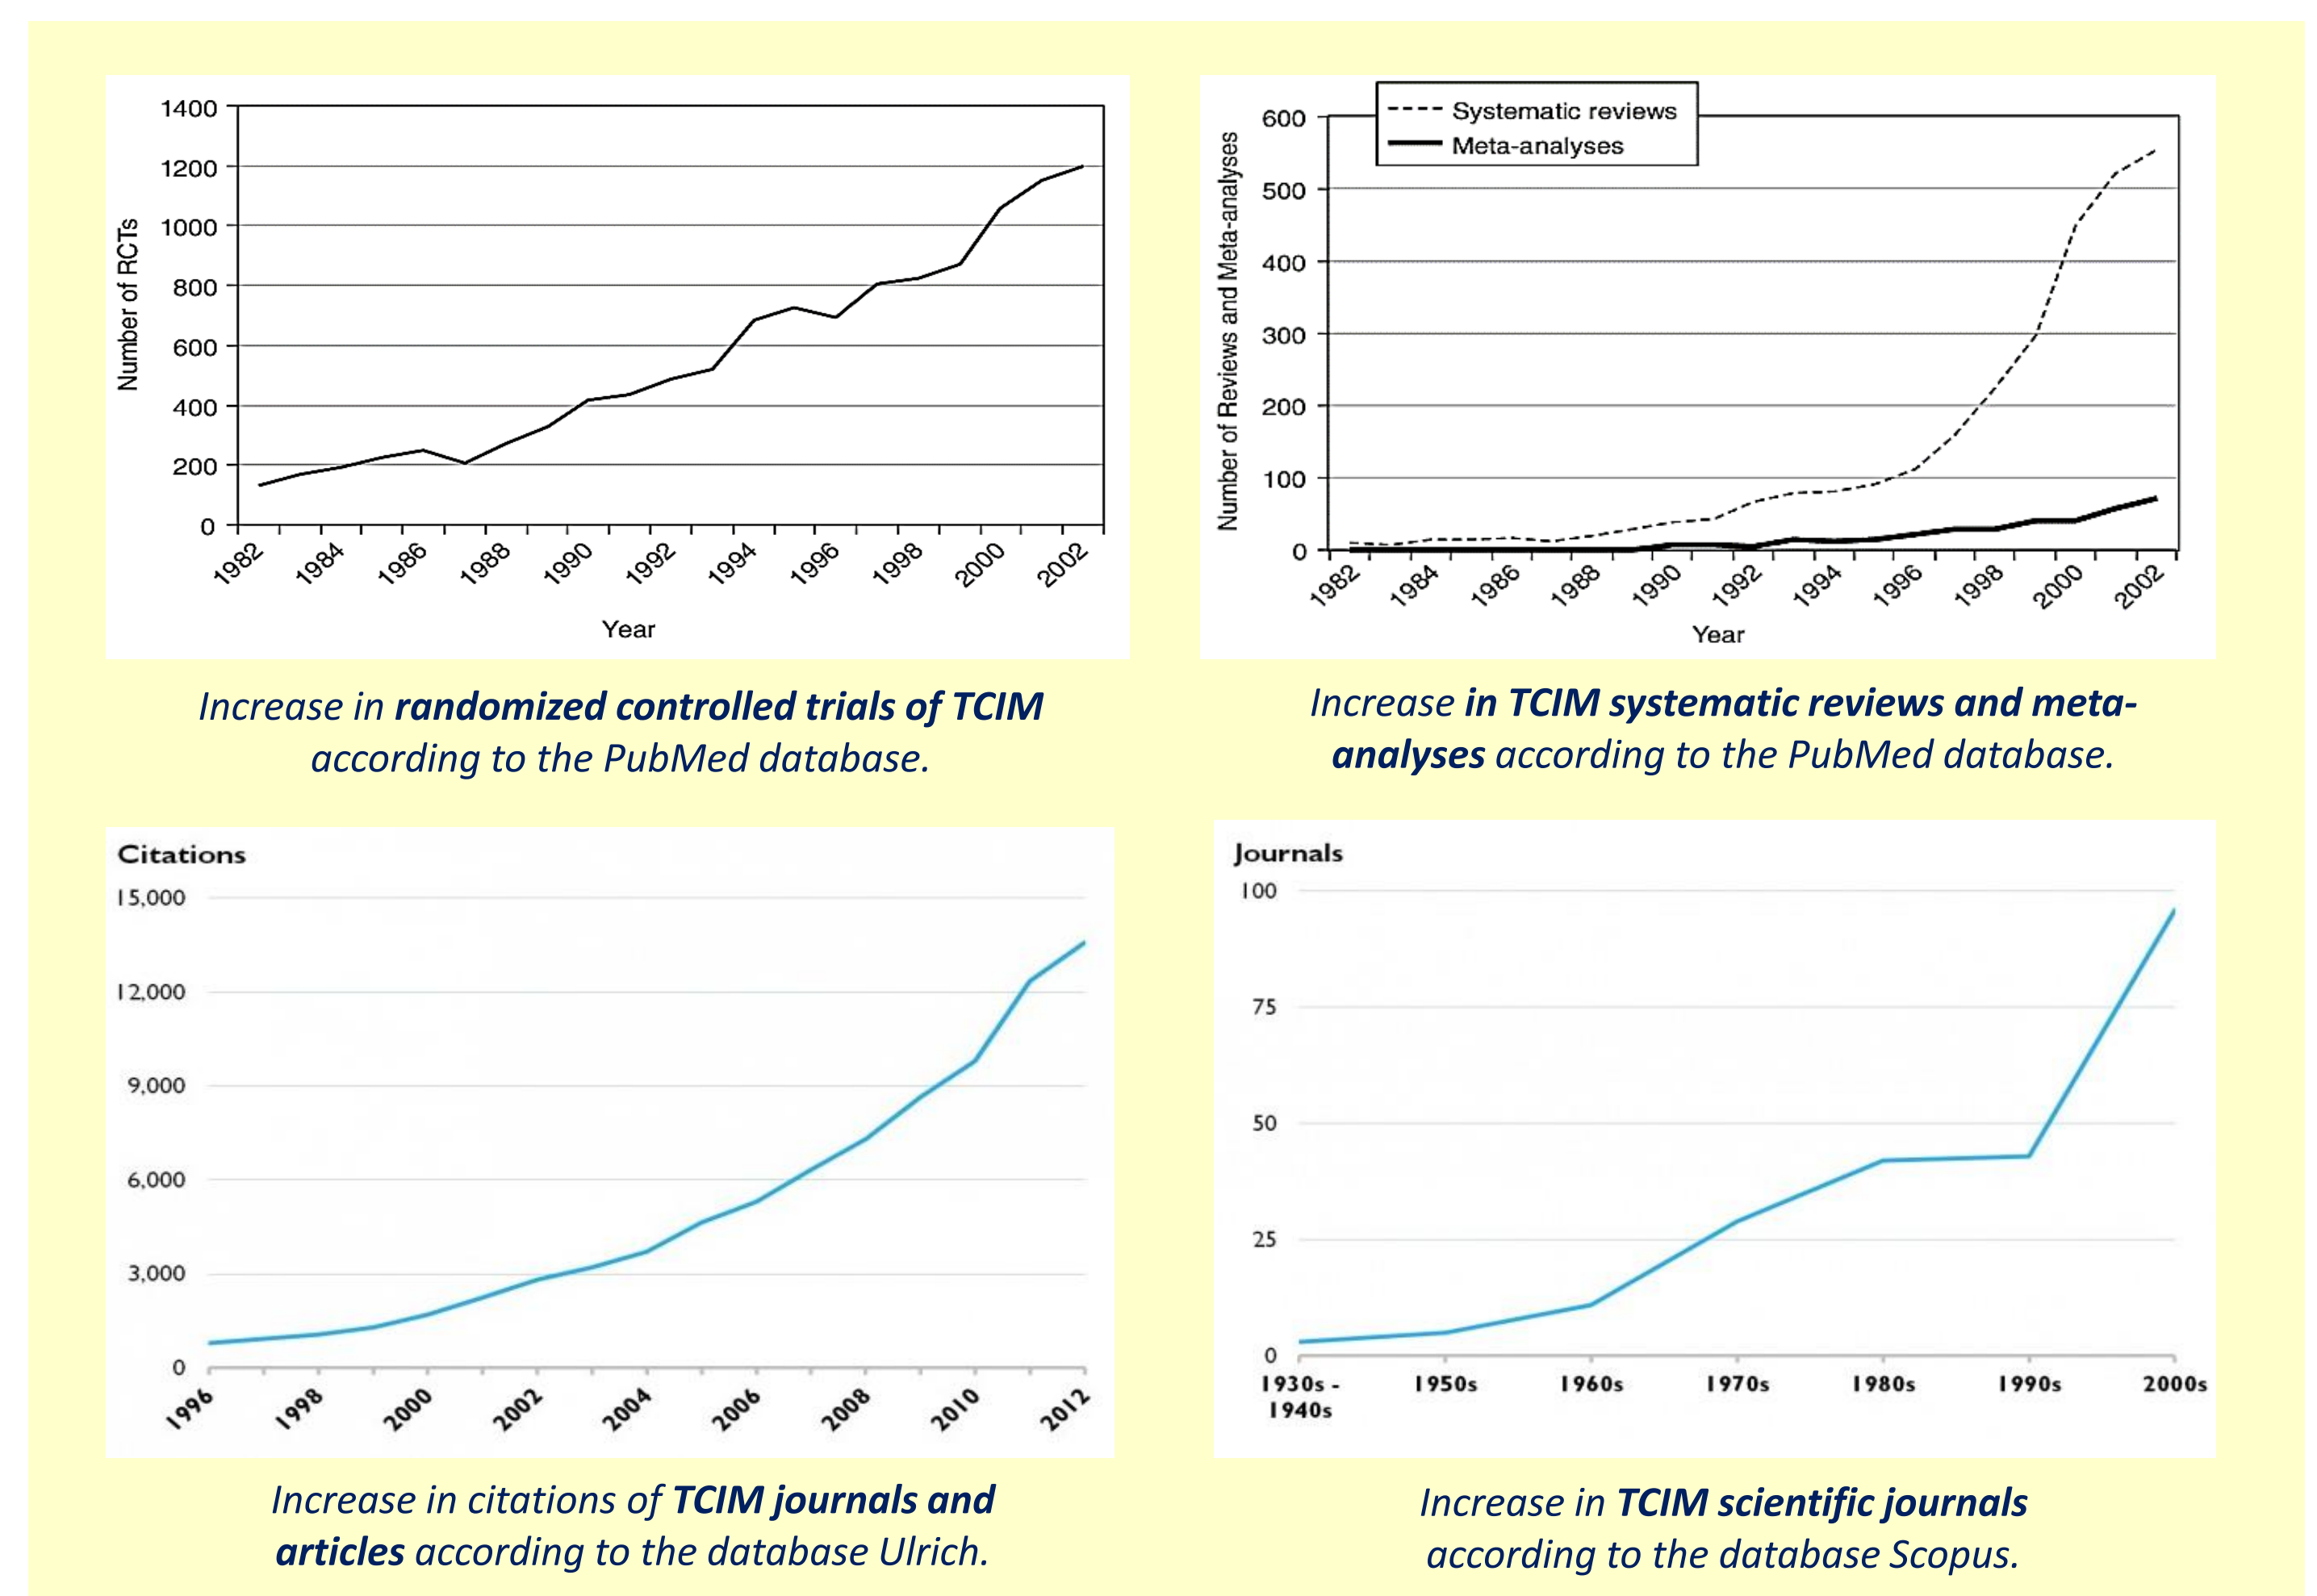 1400
1200
1000
800
600
400
200
0
Number of RCTs
1982
1984
1986
1988
1990
1992
1994
1996
1998
2000
2002
Year
Increase in randomized controlled trials of TCIM
according to the PubMed database.
Systematic reviews
Meta-analyses
600
500
400
300
200
100
0
Number of Reviews and Meta-analyses
1982
1984
1986
1988
1990
1992
1994
1996
1998
2000
2002
Year
Increase in TCIM systematic reviews and meta-
analyses according to the PubMed database.
Citations
15,000
12,000
9,000
6,000
3,000
0
1996
1998
2000
2002
2004
2006
2008
2010
2012
Increase in citations of TCIM journals and
articles according to the database Ulrich.
Journals
100
75
50
25
0
1930s -
1940s
1950s
1960s
1970s
1980s
1990s
2000s
Increase in TCIM scientific journals
according to the database Scopus.